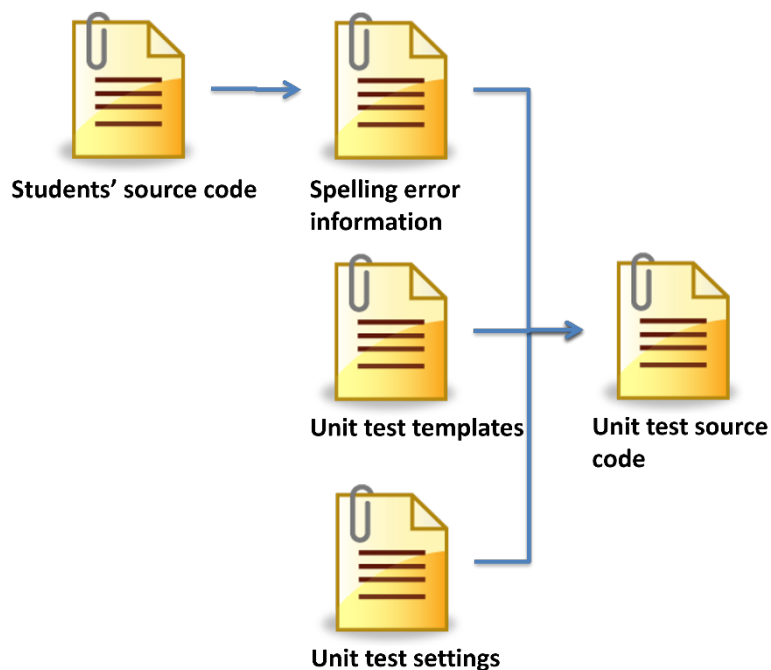 Students’ source code
Spelling error
information
Unit test templates
Unit test source
code
Unit test settings